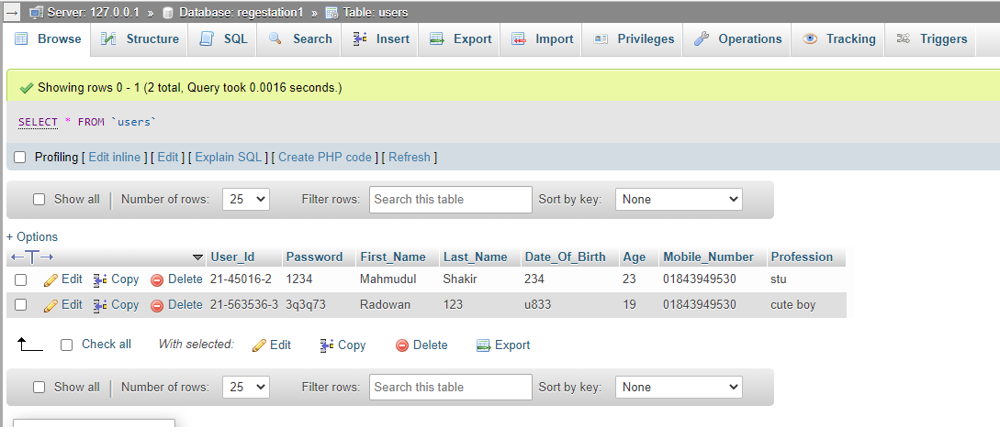 Server: 127.0.0.1 » Database: regestation1 » Table: users
Browse Structure SQL Search Insert Export Import Privileges Operations Tracking Triggers
Showing rows 0 - 1 (2 total, Query took 0.0016 seconds.)
SELECT * FROM `users`
Profiling [ Edit inline ] [ Edit ] [ Explain SQL ] [ Create PHP code ] [ Refresh ]
Show all Number of rows: 25 Filter rows: Search this table Sort by key: None
+ Options
User_Id Password First_Name Last_Name Date_Of_Birth Age Mobile_Number Profession
Edit Copy Delete 21-45016-2 1234 Mahmudul Shakir 234 23 01843949530 stu
Edit Copy Delete 21-563536-3 3q3q73 Radowan 123 u833 19 01843949530 cute boy
Check all With selected: Edit Copy Delete Export
Show all Number of rows: 25 Filter rows: Search this table Sort by key: None